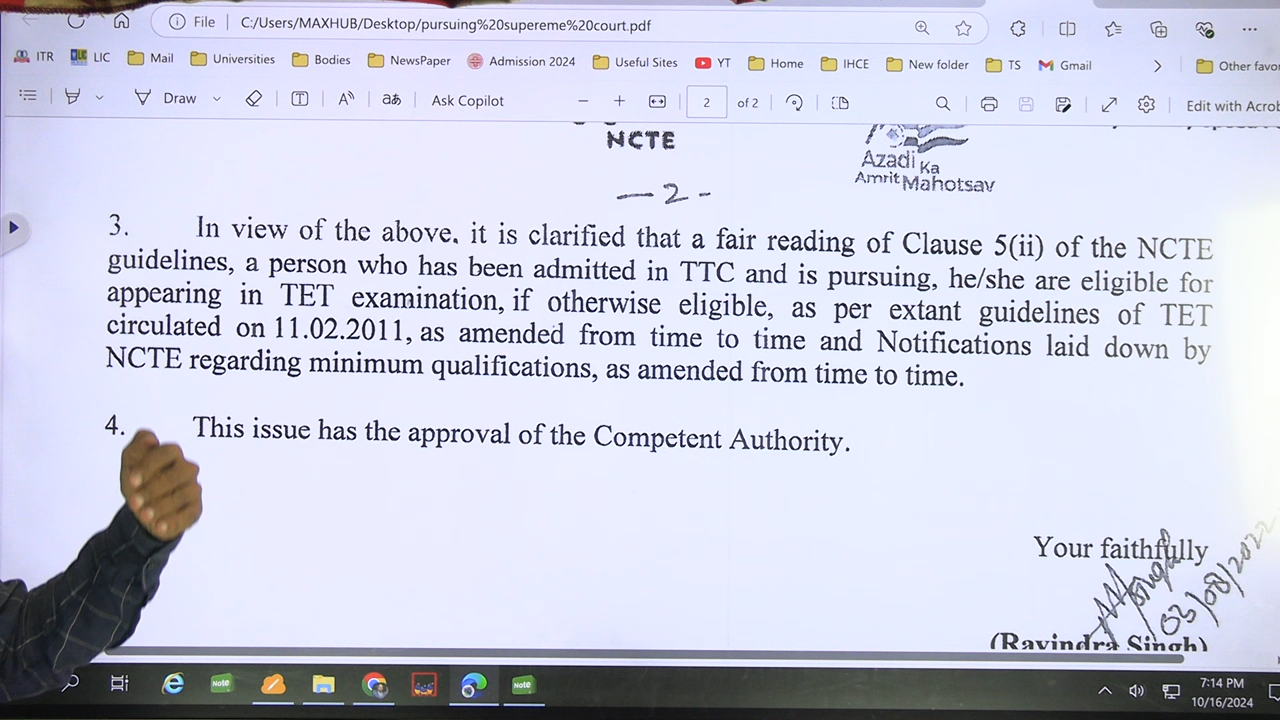 File C:/Users/MAXHUB/Desktop/pursuing%20supereme%20court.pdf
ITR LIC Mail Universities Bodies NewsPaper Admission 2024 Useful Sites YT Home IHCE New folder TS Gmail Other favor
Draw Ask Copilot 2 of 2 Edit with Acrob
NCTE
Azadi Ka
Amrit Mahotsav
-2-
3. In view of the above. it is clarified that a fair reading of Clause 5(ii) of the NCTE
guidelines, a person who has been admitted in TTC and is pursuing, he/she are eligible for
appearing in TET examination, if otherwise eligible, as per extant guidelines of TET
circulated on 11.02.2011, as amended from time to time and Notifications laid down by
NCTE regarding minimum qualifications, as amended from time to time.
4. This issue has the approval of the Competent Authority.
Your faithfully
03/08/2022
(Ravindra Singh)
Note Note
7:14 PM
10/16/2024